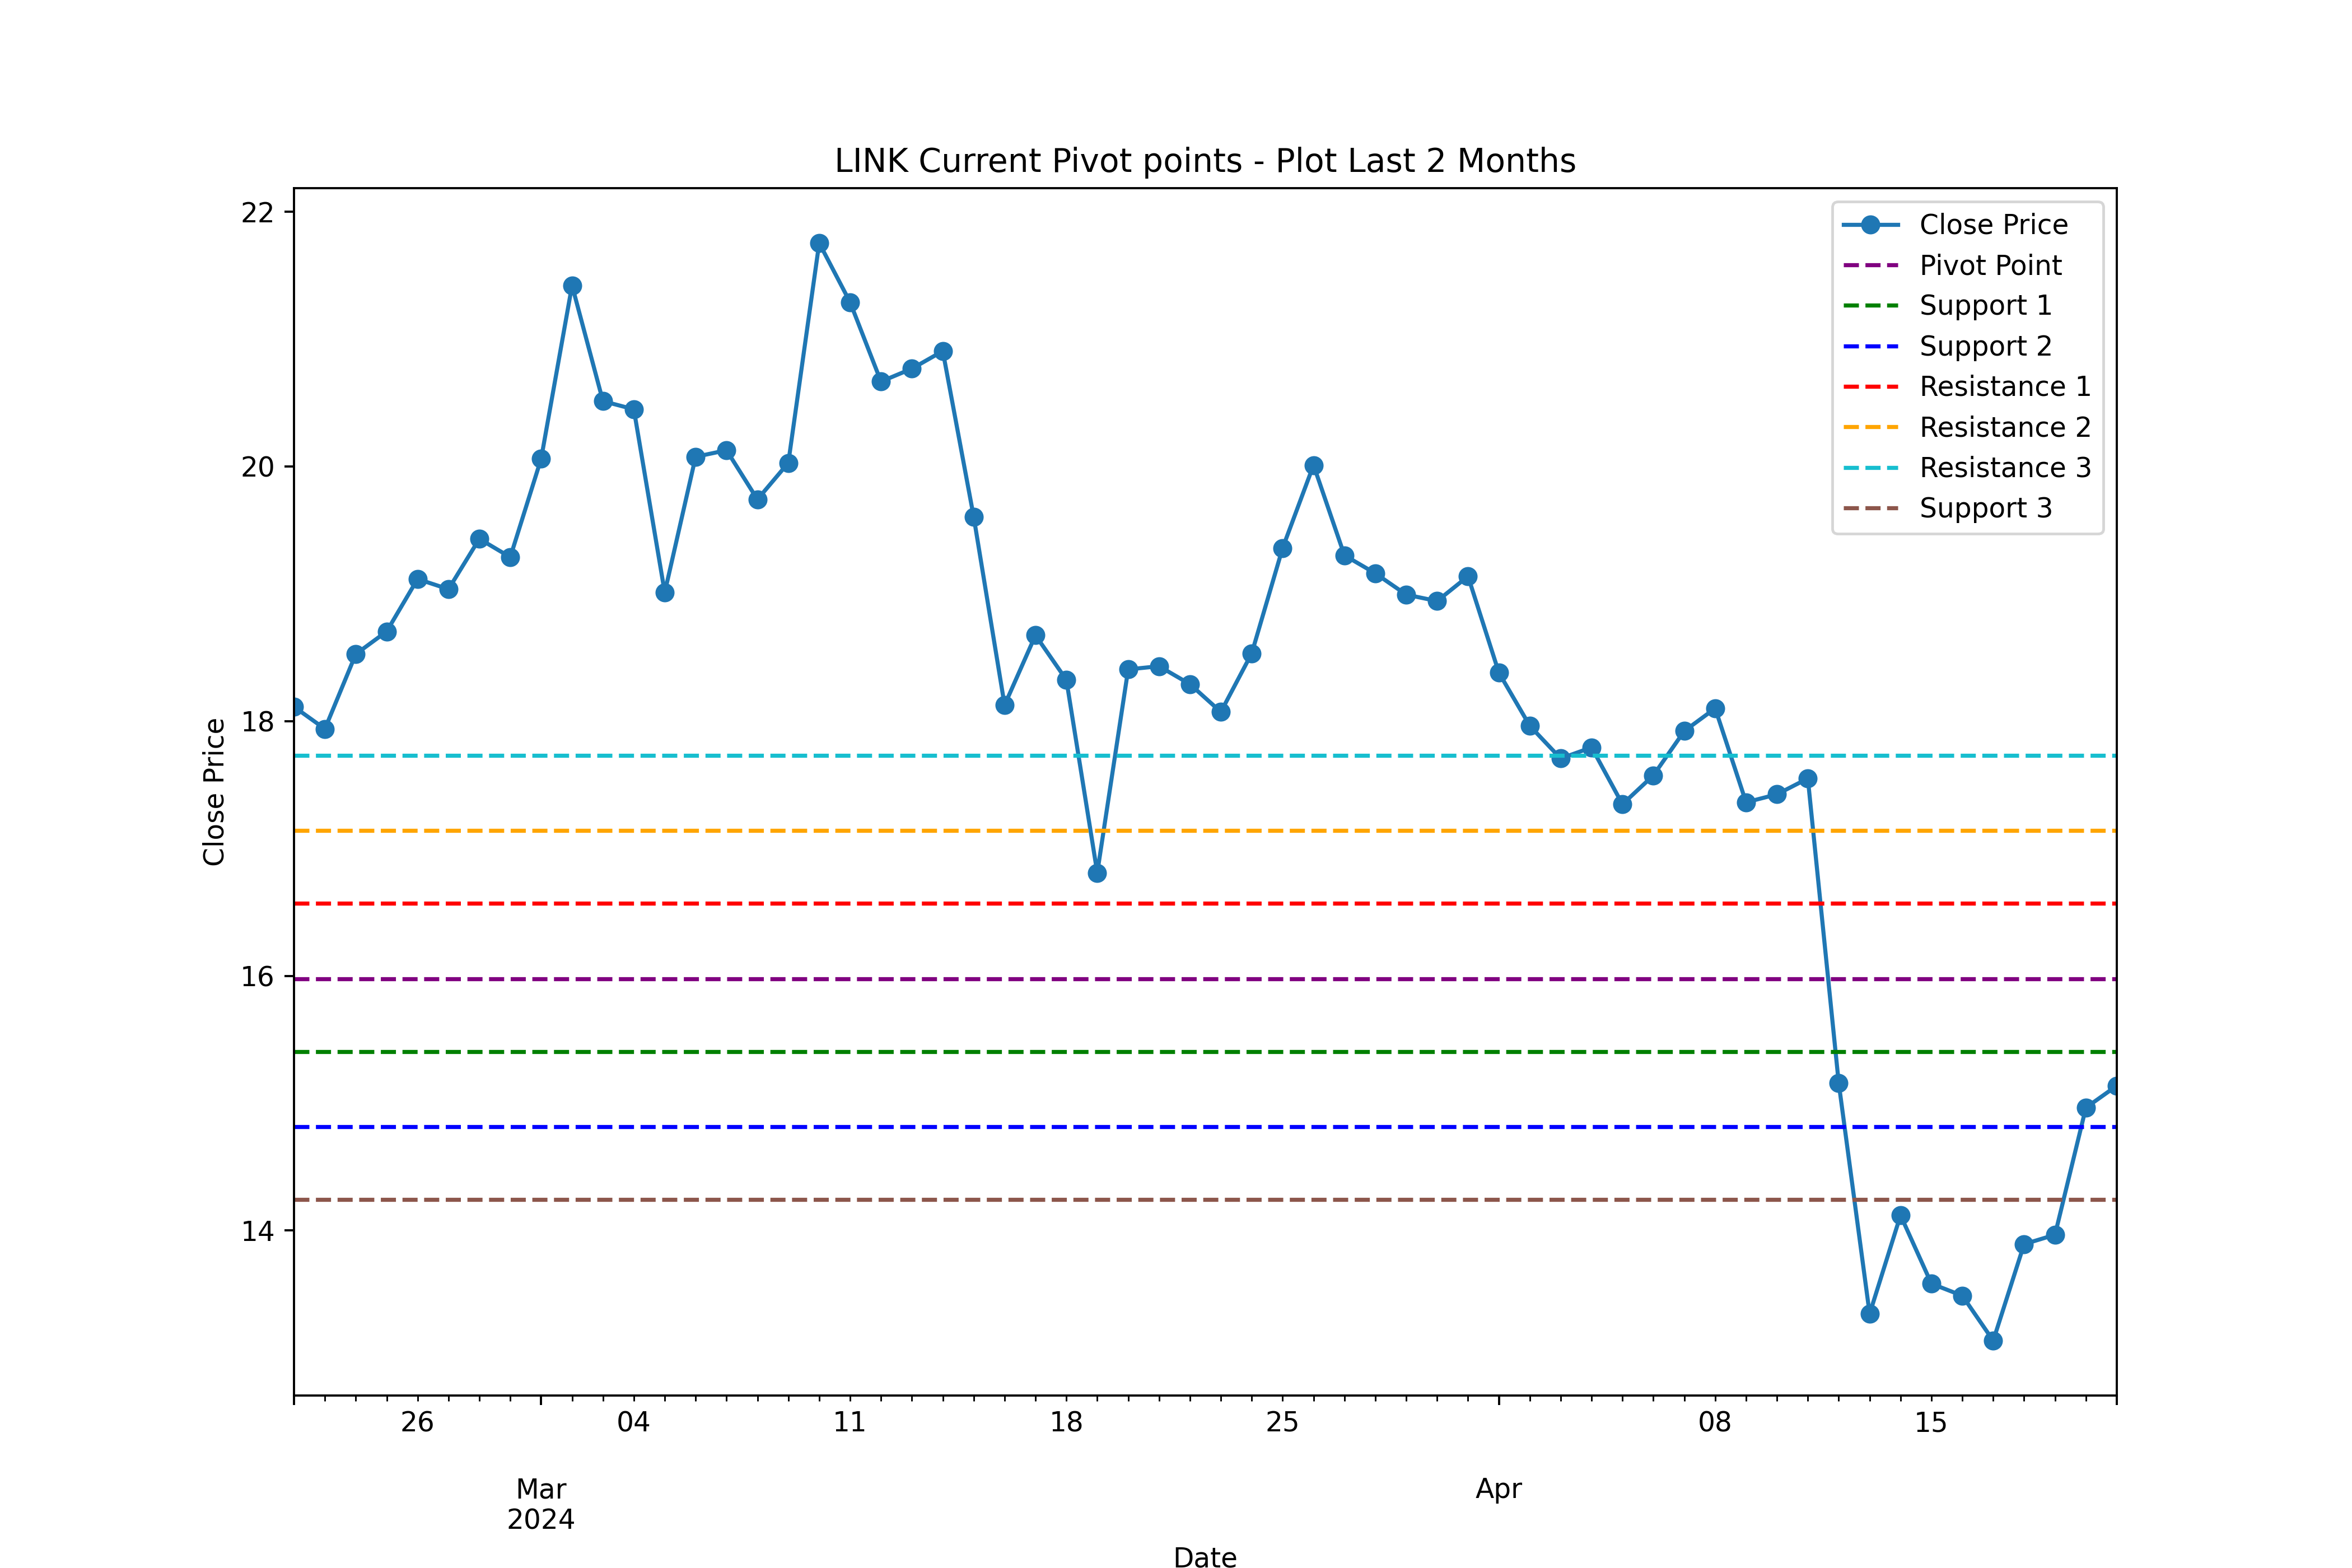 LINK Current Pivot points - Plot Last 2 Months
22
20
18
16
14
Close Price
Close Price
Pivot Point
Support 1
Support 2
Resistance 1
Resistance 2
Resistance 3
Support 3
26 04 11 18 25 08 15
Mar Apr
2024
Date